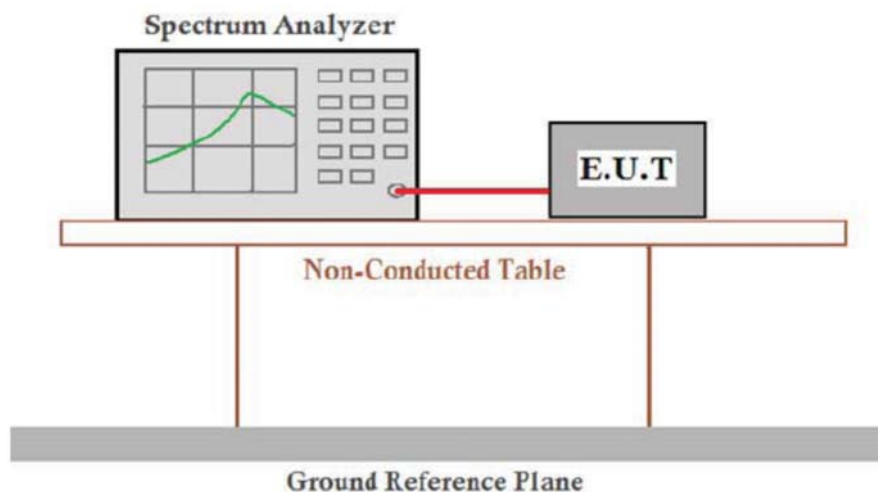 Spectrum Analyzer
E.U.T
Non-Conducted Table
Ground Reference Plane